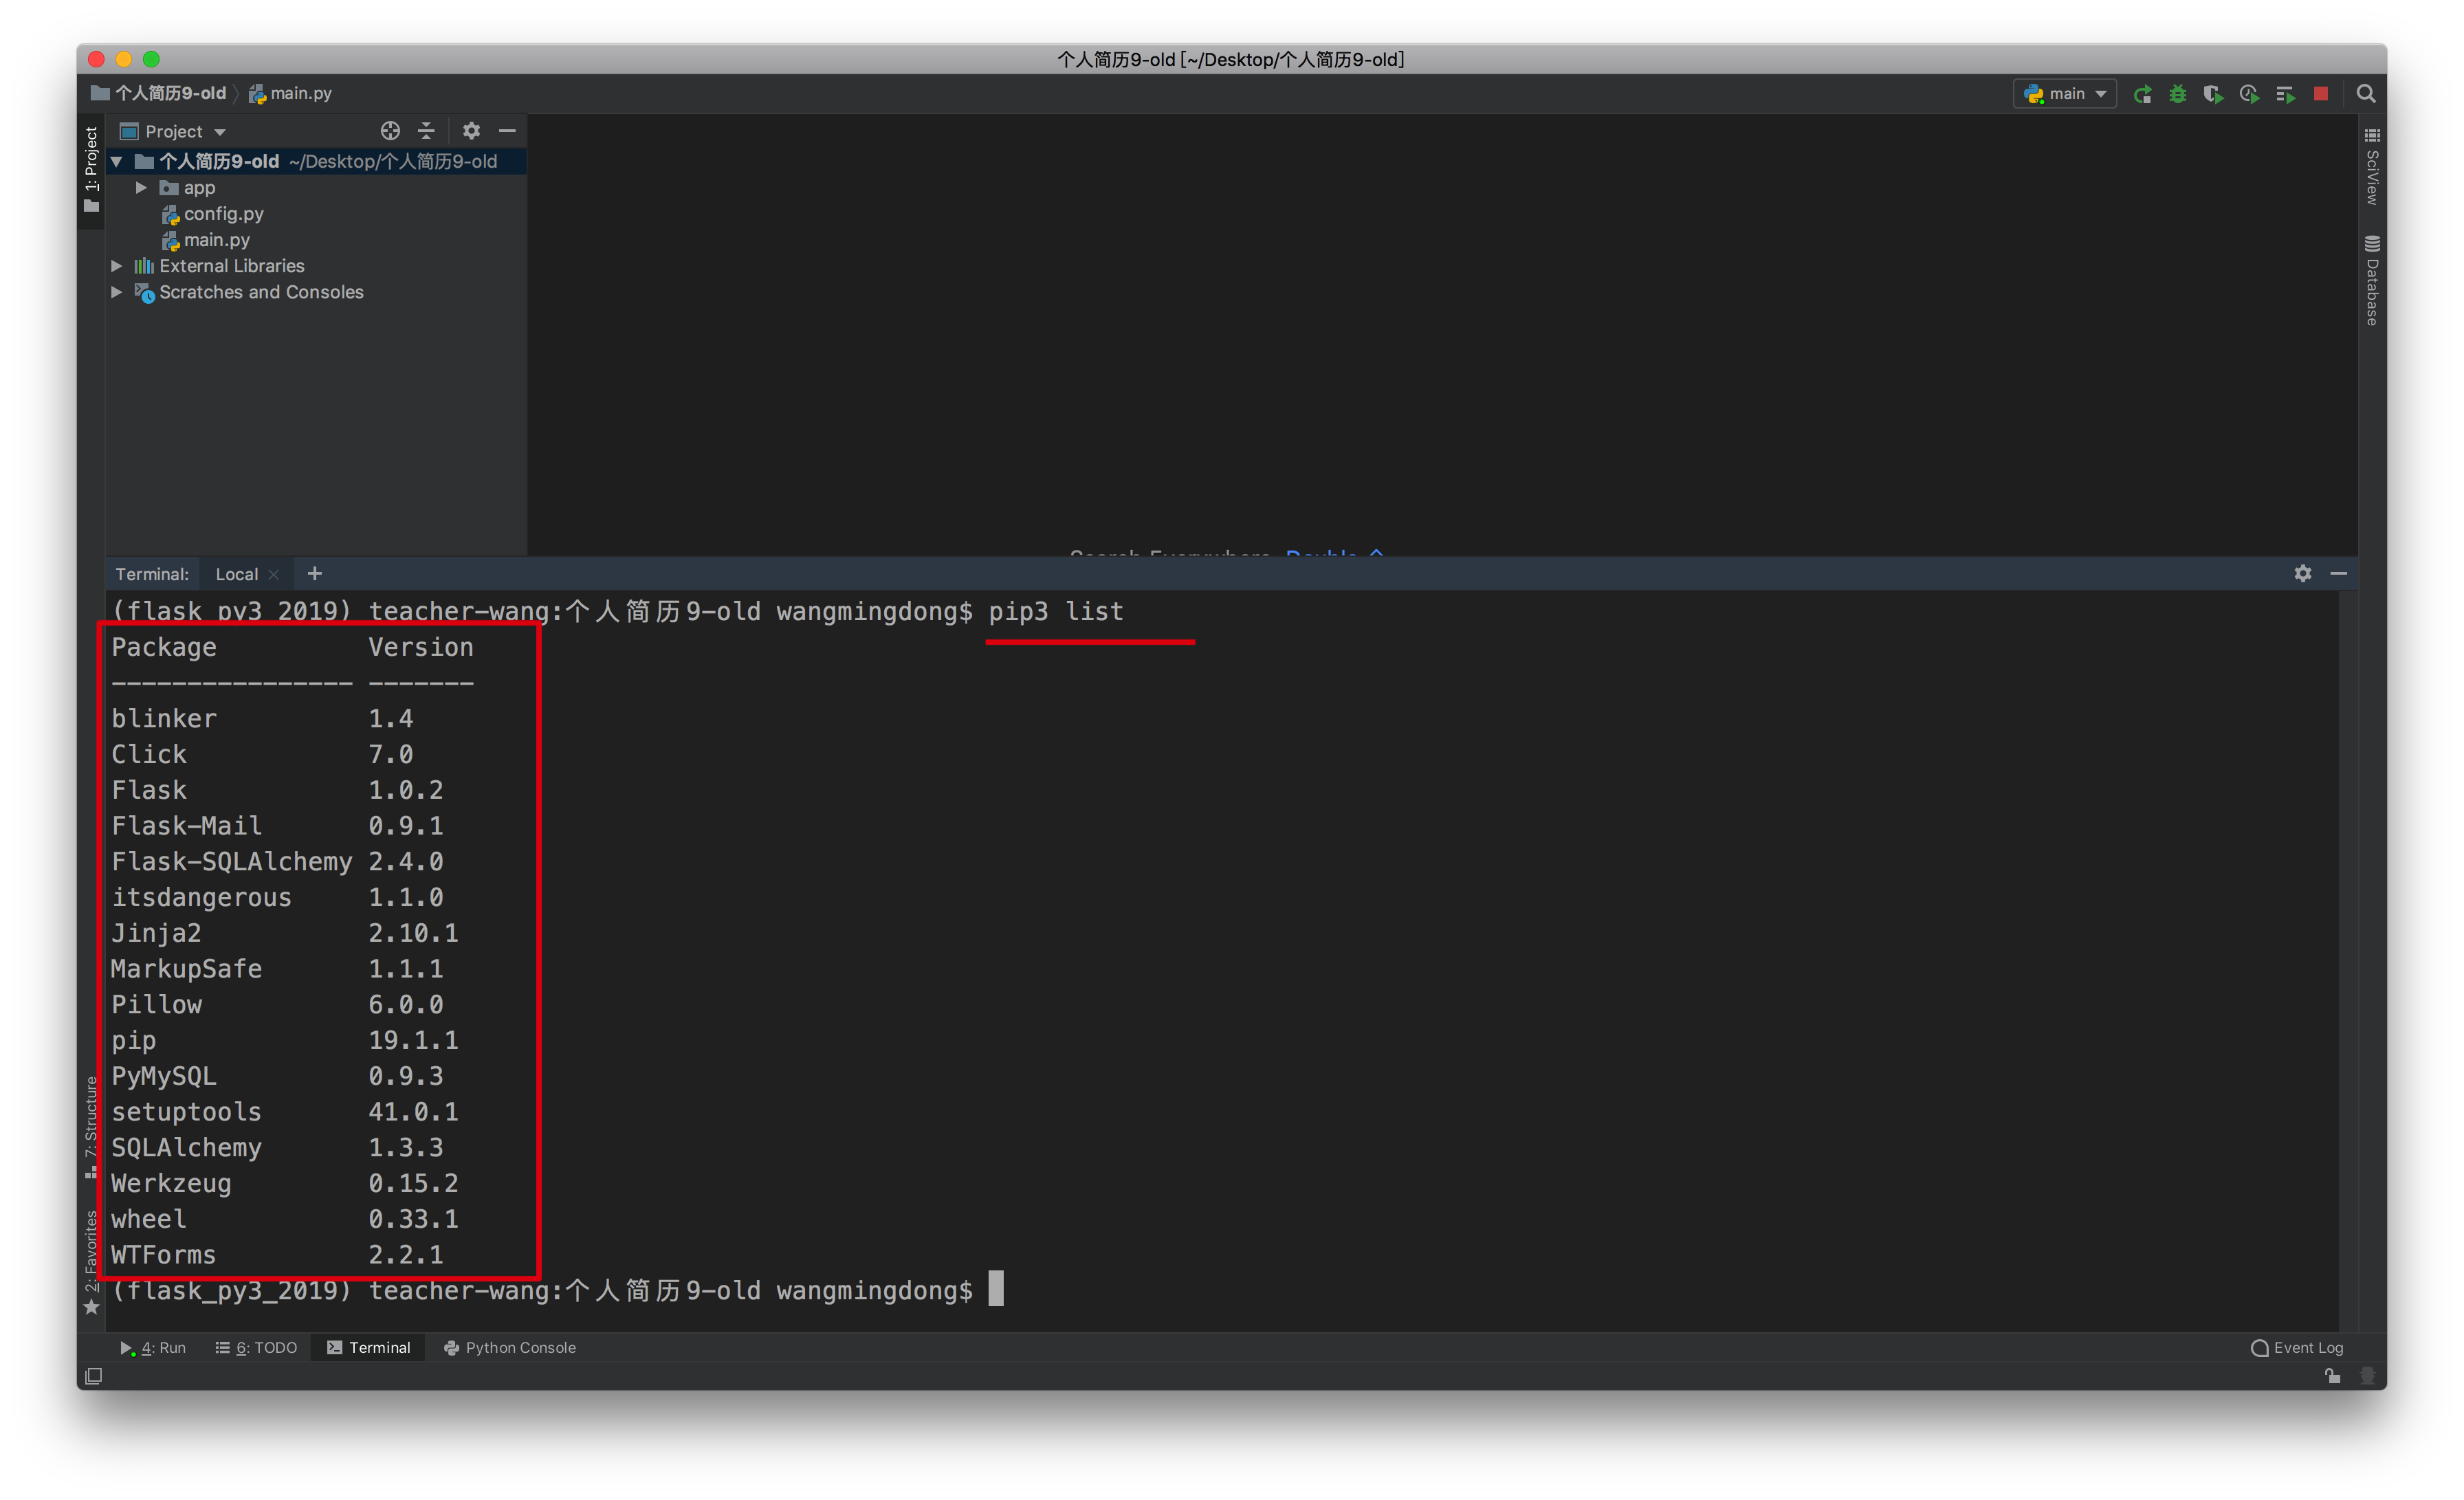 个人简历9-old [~/Desktop/个人简历9-old]
个人简历9-old
main.py
main
1: Project
Project
个人简历9-old ~/Desktop/个人简历9-old
app
config.py
main.py
External Libraries
Scratches and Consoles
SciView
Database
Search Everywhere Double
Terminal:
Local
(flask_py3_2019) teacher-wang:个人简历9-old wangmingdong$ pip3 list
Package Version
---------------- -------
blinker 1.4
Click 7.0
Flask 1.0.2
Flask-Mail 0.9.1
Flask-SQLAlchemy 2.4.0
itsdangerous 1.1.0
Jinja2 2.10.1
MarkupSafe 1.1.1
Pillow 6.0.0
pip 19.1.1
PyMySQL 0.9.3
setuptools 41.0.1
SQLAlchemy 1.3.3
Werkzeug 0.15.2
wheel 0.33.1
WTForms 2.2.1
(flask_py3_2019) teacher-wang:个人简历9-old wangmingdong$
7: Structure
2: Favorites
4: Run
6: TODO
Terminal
Python Console
Event Log